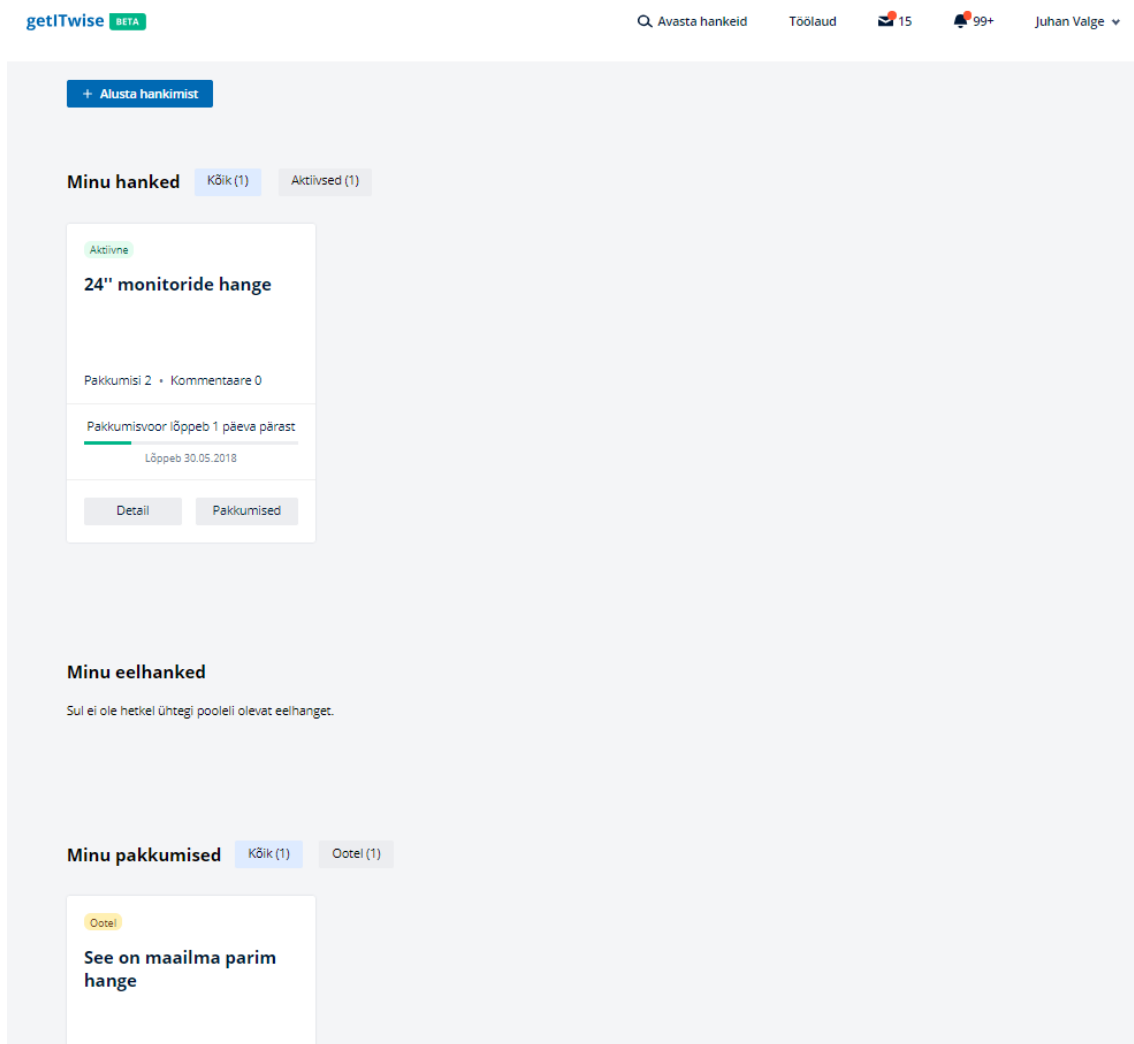 getITwise BETA Avasta hankeid Töölaud 15 99+ Juhan Valge
+ Alusta hankimist
Minu hanked Kõik (1) Aktiivsed (1)
Aktiivne
24'' monitoride hange
Pakkumisi 2 • Kommentaare 0
Pakkumisvoor lõppeb 1 päeva pärast
Lõppeb 30.05.2018
Detail Pakkumised
Minu eelhanked
Sul ei ole hetkel ühtegi pooleli olevat eelhanget.
Minu pakkumised Kõik (1) Ootel (1)
Ootel
See on maailma parim
hange